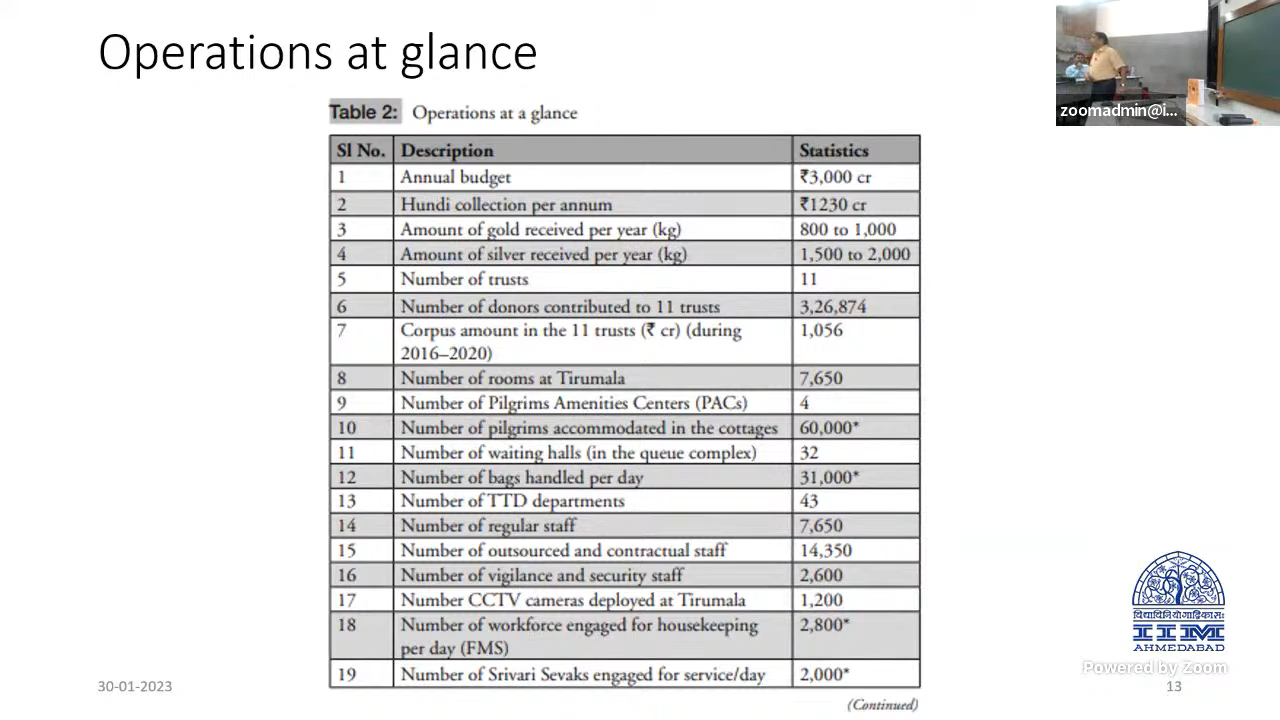 Operations at glance
zoomadmin@i...
Table 2: Operations at a glance
Sl No. Description Statistics
1 Annual budget ₹3,000 cr
2 Hundi collection per annum ₹1230 cr
3 Amount of gold received per year (kg) 800 to 1,000
4 Amount of silver received per year (kg) 1,500 to 2,000
5 Number of trusts 11
6 Number of donors contributed to 11 trusts 3,26,874
7 Corpus amount in the 11 trusts (₹ cr) (during 1,056
2016–2020)
8 Number of rooms at Tirumala 7,650
9 Number of Pilgrims Amenities Centers (PACs) 4
10 Number of pilgrims accommodated in the cottages 60,000*
11 Number of waiting halls (in the queue complex) 32
12 Number of bags handled per day 31,000*
13 Number of TTD departments 43
14 Number of regular staff 7,650
15 Number of outsourced and contractual staff 14,350
16 Number of vigilance and security staff 2,600
17 Number CCTV cameras deployed at Tirumala 1,200
18 Number of workforce engaged for housekeeping 2,800*
per day (FMS)
19 Number of Srivari Sevaks engaged for service/day 2,000*
(Continued)
विद्याविनियोगाद्विकासः
IIM
AHMEDABAD
Powered by Zoom
30-01-2023
13